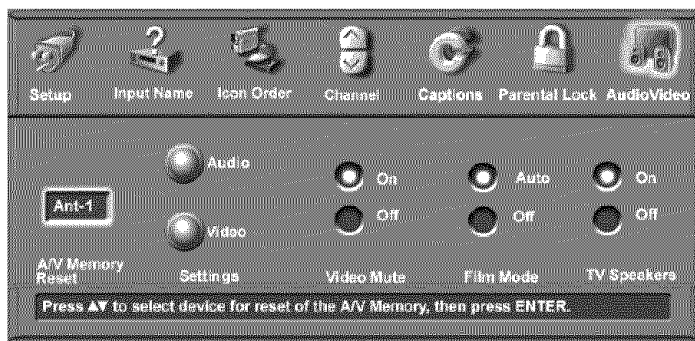 Setup
Input Name
Icon Order
Channel
Captions
Parental Lock
AudioVideo
Ant-1
Audio
Video
On
Off
Auto
Off
On
Off
A/V Memory
Reset
Settings
Video Mute
Film Mode
TV Speakers
Press ▲▼ to select device for reset of the A/V Memory, then press ENTER.